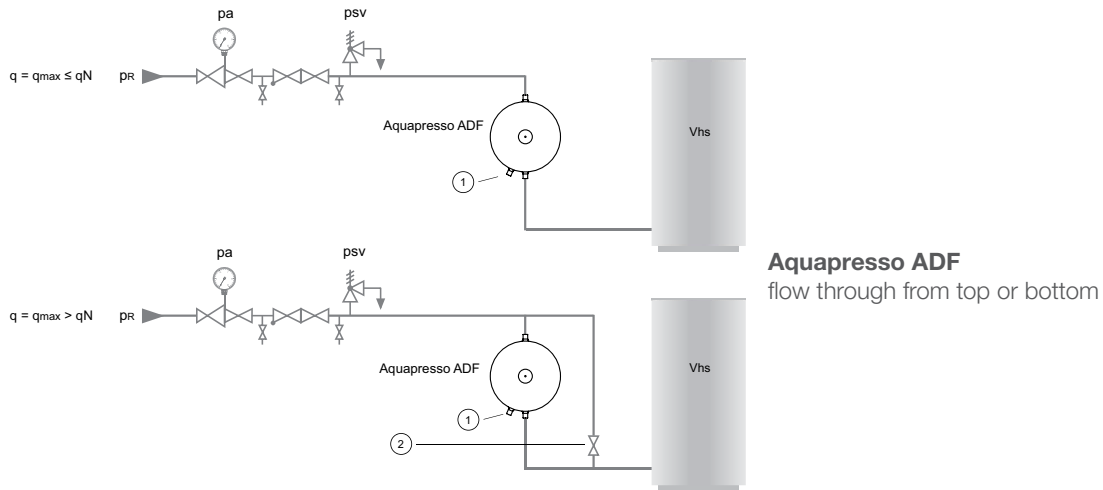 pa
psv
q = qmax ≤ qN
pR
Aquapresso ADF
Vhs
1
pa
psv
Aquapresso ADF
flow through from top or bottom
q = qmax > qN
pR
Aquapresso ADF
Vhs
1
2